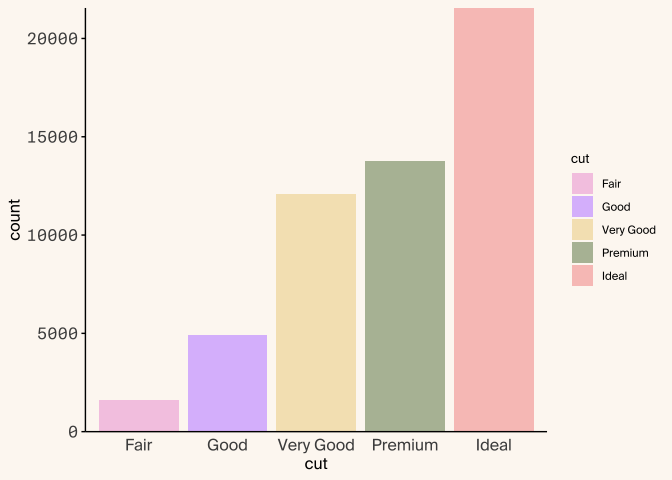 20000
15000
10000
5000
0
count
Fair
Good
Very Good
Premium
Ideal
cut
cut
Fair
Good
Very Good
Premium
Ideal